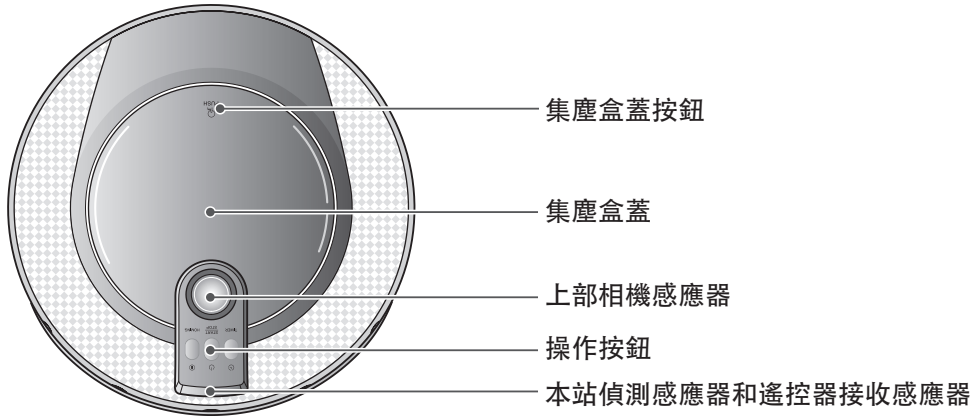 集塵盒蓋按鈕
集塵盒蓋
上部相機感應器
操作按鈕
本站偵測感應器和遙控器接收感應器